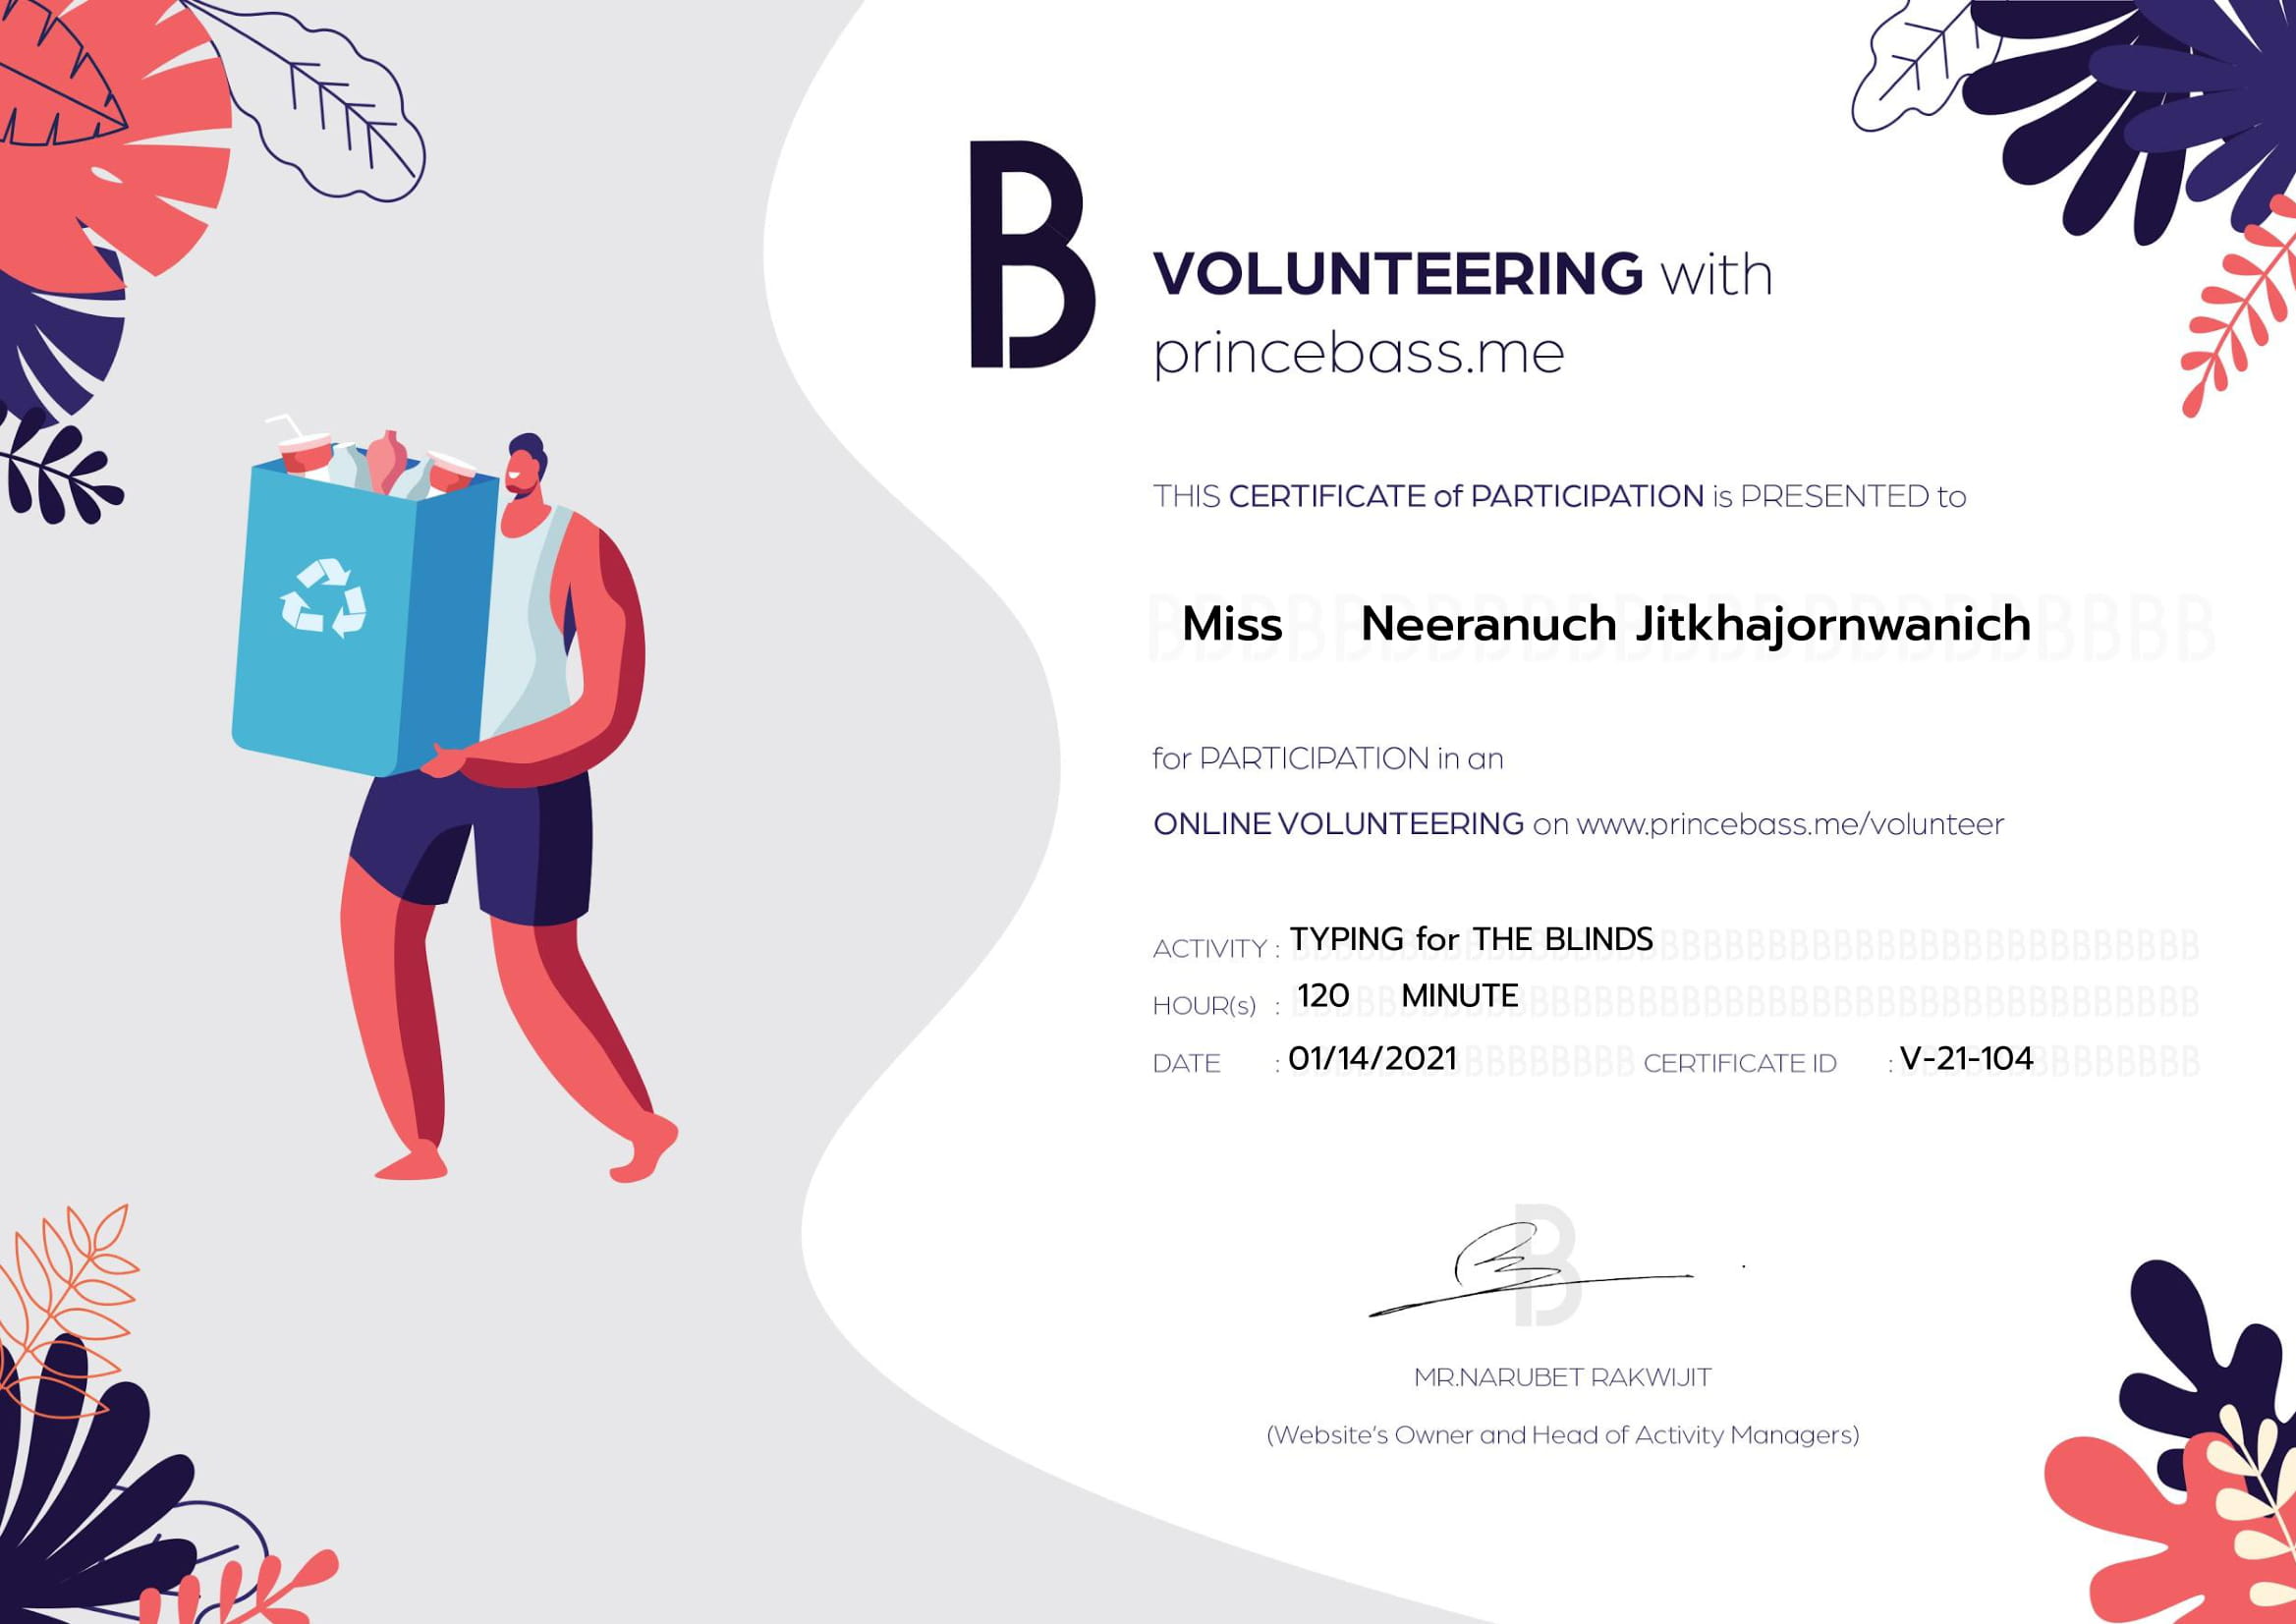 B
VOLUNTEERING with
princebass.me
THIS CERTIFICATE of PARTICIPATION is PRESENTED to
Miss Neeranuch Jitkhajornwanich
for PARTICIPATION in an
ONLINE VOLUNTEERING on www.princebass.me/volunteer
ACTIVITY : TYPING for THE BLINDS
HOUR(s) : 120 MINUTE
DATE : 01/14/2021 CERTIFICATE ID : V-21-104
B
MR.NARUBET RAKWIJIT
(Website's Owner and Head of Activity Managers)